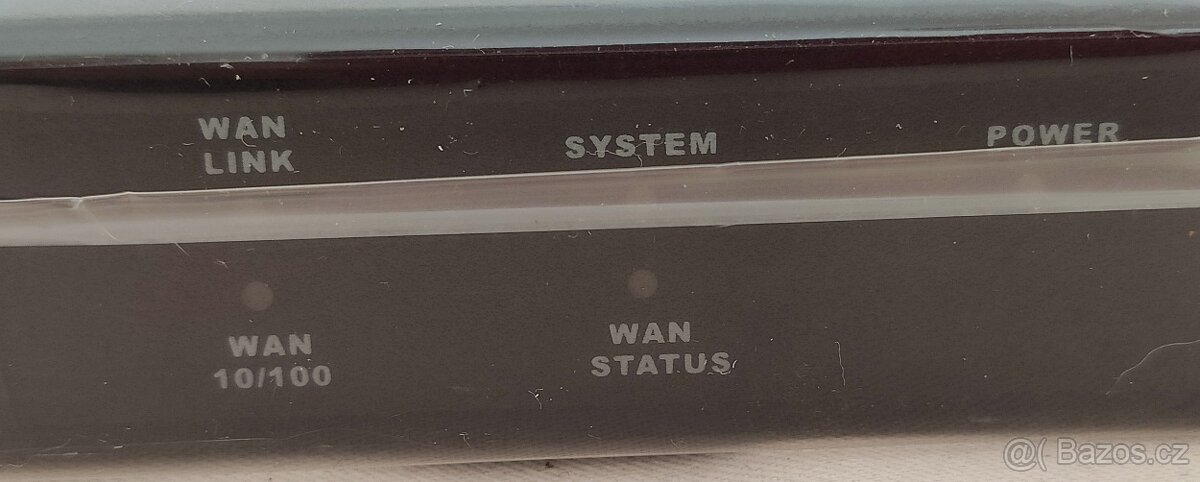 WAN
LINK
SYSTEM
POWER
WAN
10/100
WAN
STATUS
@( Bazos.cz